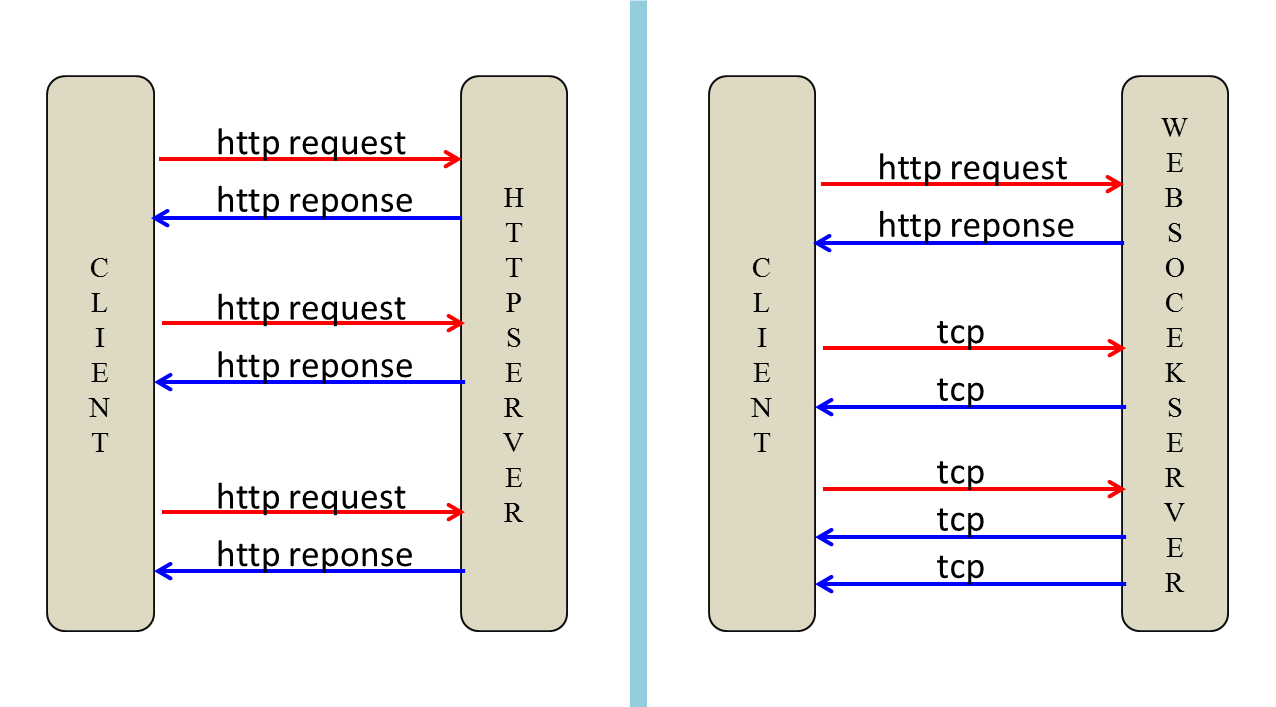 CLIENT
http request
http reponse
http request
http reponse
http request
http reponse
HTTPSERVER
CLIENT
http request
http reponse
tcp
tcp
tcp
tcp
tcp
WEBSOCEKSERVER